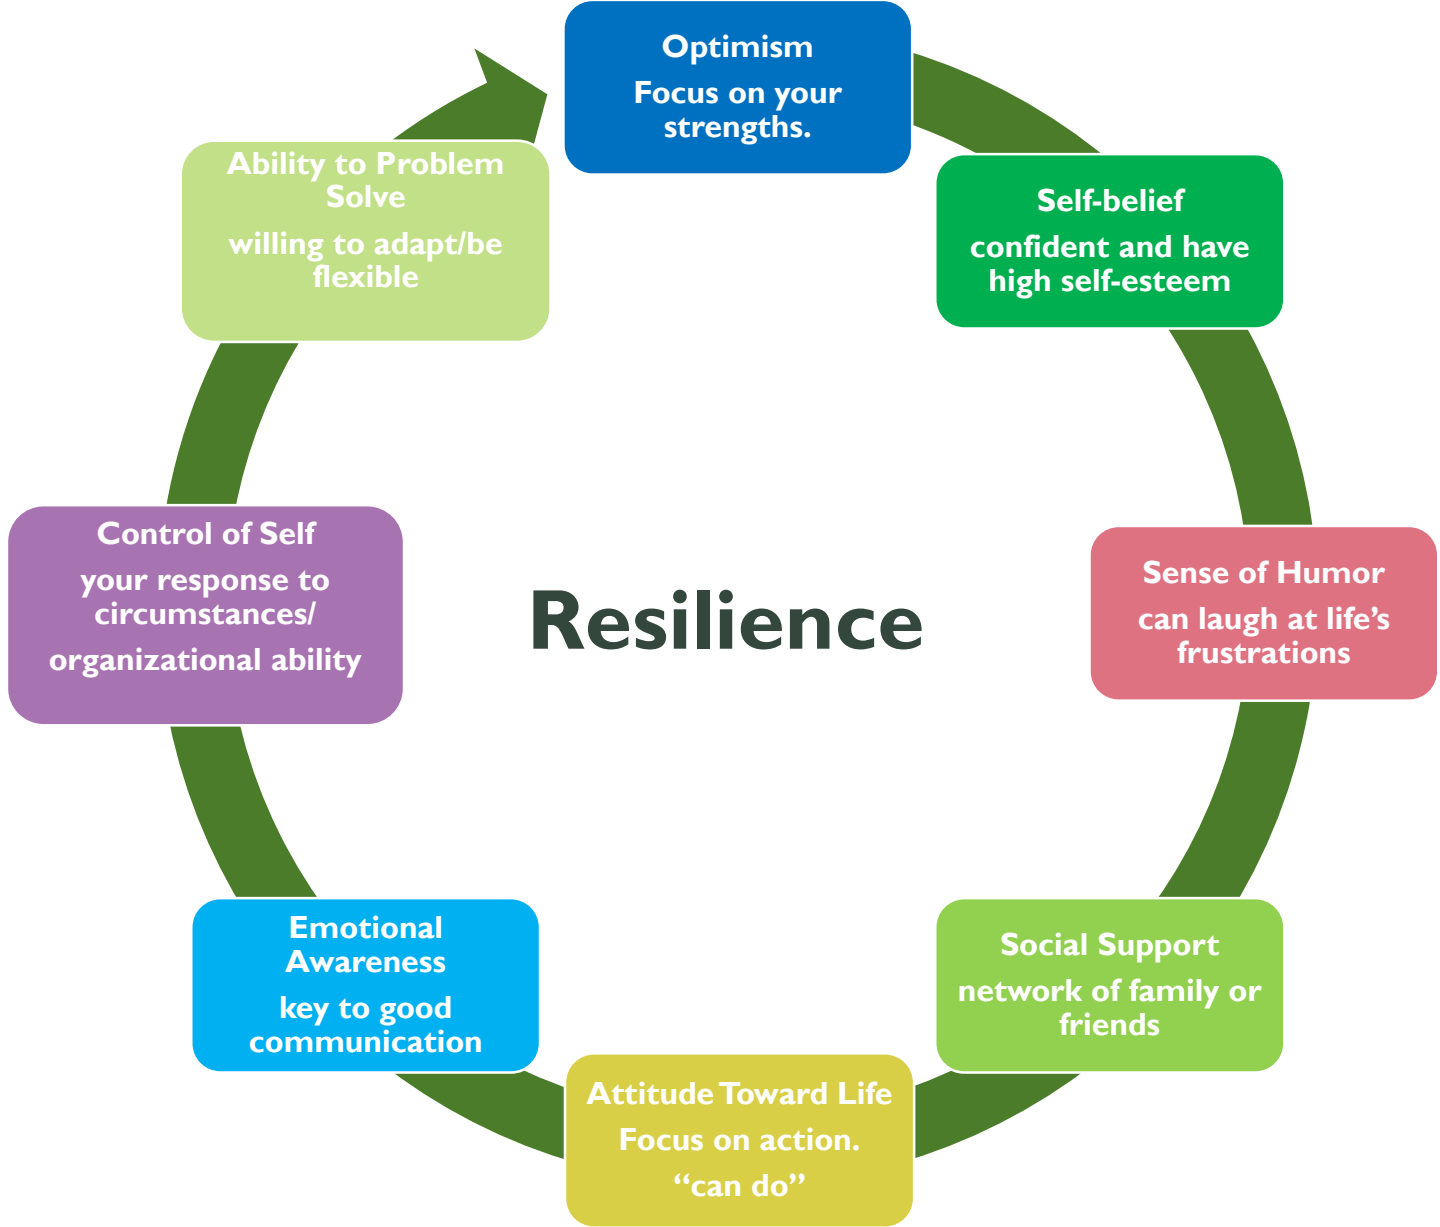 Optimism
Focus on your
strengths.
Self-belief
confident and have
high self-esteem
Sense of Humor
can laugh at life’s
frustrations
Social Support
network of family or
friends
Attitude Toward Life
Focus on action.
“can do”
Emotional
Awareness
key to good
communication
Control of Self
your response to
circumstances/
organizational ability
Ability to Problem
Solve
willing to adapt/be
flexible
Resilience